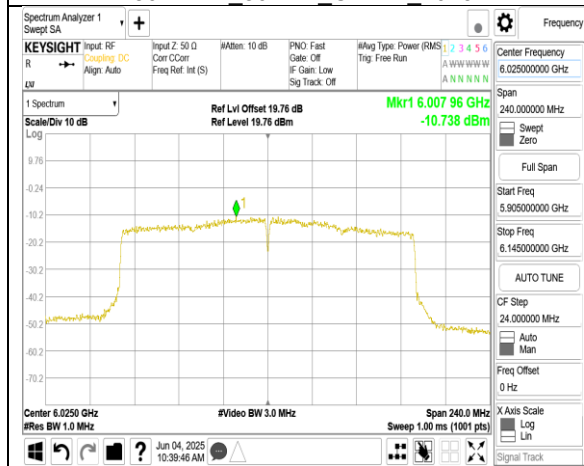 Spectrum Analyzer 1
Swept SA
+
Frequency
KEYSIGHT
R
LXI
Input: RF
Coupling: DC
Align: Auto
Input Z: 50 Ω
Corr CCorr
Freq Ref: Int (S)
#Atten: 10 dB
PNO: Fast
Gate: Off
IF Gain: Low
Sig Track: Off
#Avg Type: Power (RMS
Trig: Free Run
1 2 3 4 5 6
A W W W W W
A N N N N N
1 Spectrum
Scale/Div 10 dB
Log
Ref Lvl Offset 19.76 dB
Ref Level 19.76 dBm
Mkr1 6.007 96 GHz
-10.738 dBm
9.76
-0.24
-10.2
-20.2
-30.2
-40.2
-50.2
-60.2
-70.2
1
Center 6.0250 GHz
#Res BW 1.0 MHz
#Video BW 3.0 MHz
Span 240.0 MHz
Sweep 1.00 ms (1001 pts)
Center Frequency
6.025000000 GHz
Span
240.000000 MHz
Swept
Zero
Full Span
Start Freq
5.905000000 GHz
Stop Freq
6.145000000 GHz
AUTO TUNE
CF Step
24.000000 MHz
Auto
Man
Freq Offset
0 Hz
X Axis Scale
Log
Lin
Signal Track
?
Jun 04, 2025
10:39:46 AM